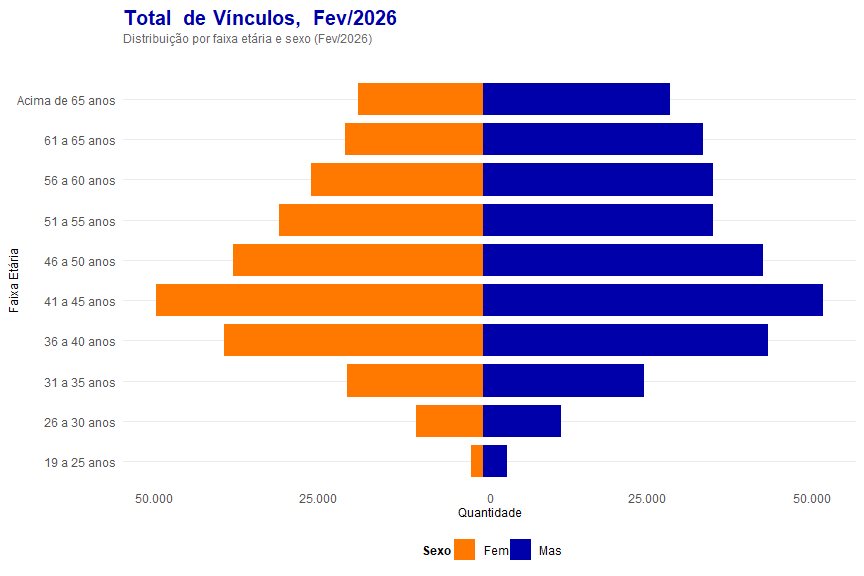 Total de Vínculos, Fev/2026
Distribuição por faixa etária e sexo (Fev/2026)
Acima de 65 anos
61 a 65 anos
56 a 60 anos
51 a 55 anos
46 a 50 anos
41 a 45 anos
36 a 40 anos
31 a 35 anos
26 a 30 anos
19 a 25 anos
Faixa Etária
50.000 25.000 0 25.000 50.000
Quantidade
Sexo Fem Mas